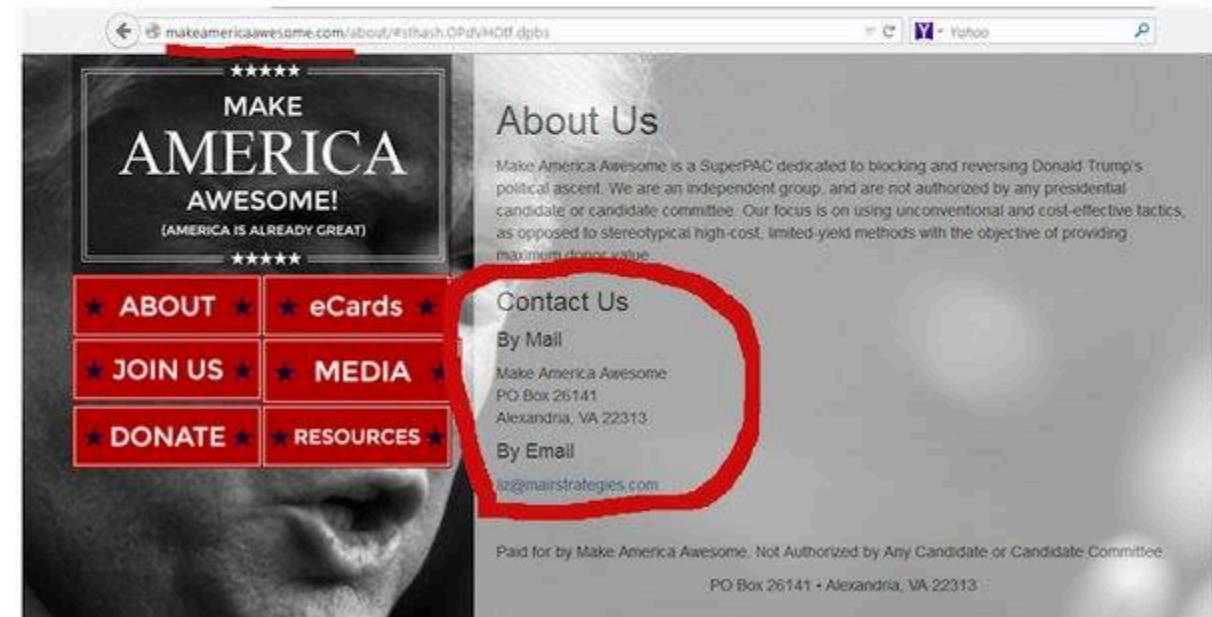 makeamericaawesome.com/about/#sthash.OPdVHOtf.dpbs
Yahoo
★★★★★
MAKE
AMERICA
AWESOME!
(AMERICA IS ALREADY GREAT)
★★★★★
ABOUT
eCards
JOIN US
MEDIA
DONATE
RESOURCES
About Us
Make America Awesome is a SuperPAC dedicated to blocking and reversing Donald Trump's
political ascent. We are an independent group, and are not authorized by any presidential
candidate or candidate committee. Our focus is on using unconventional and cost-effective tactics,
as opposed to stereotypical high-cost, limited-yield methods with the objective of providing
maximum donor value
Contact Us
By Mail
Make America Awesome
PO Box 26141
Alexandria, VA 22313
By Email
liz@mairstrategies.com
Paid for by Make America Awesome. Not Authorized by Any Candidate or Candidate Committee
PO Box 26141 • Alexandria, VA 22313